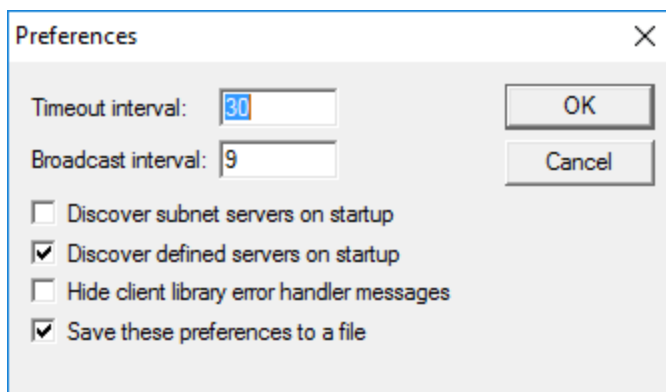 Preferences
Timeout interval: 30
OK
Broadcast interval: 9
Cancel
Discover subnet servers on startup
Discover defined servers on startup
Hide client library error handler messages
Save these preferences to a file